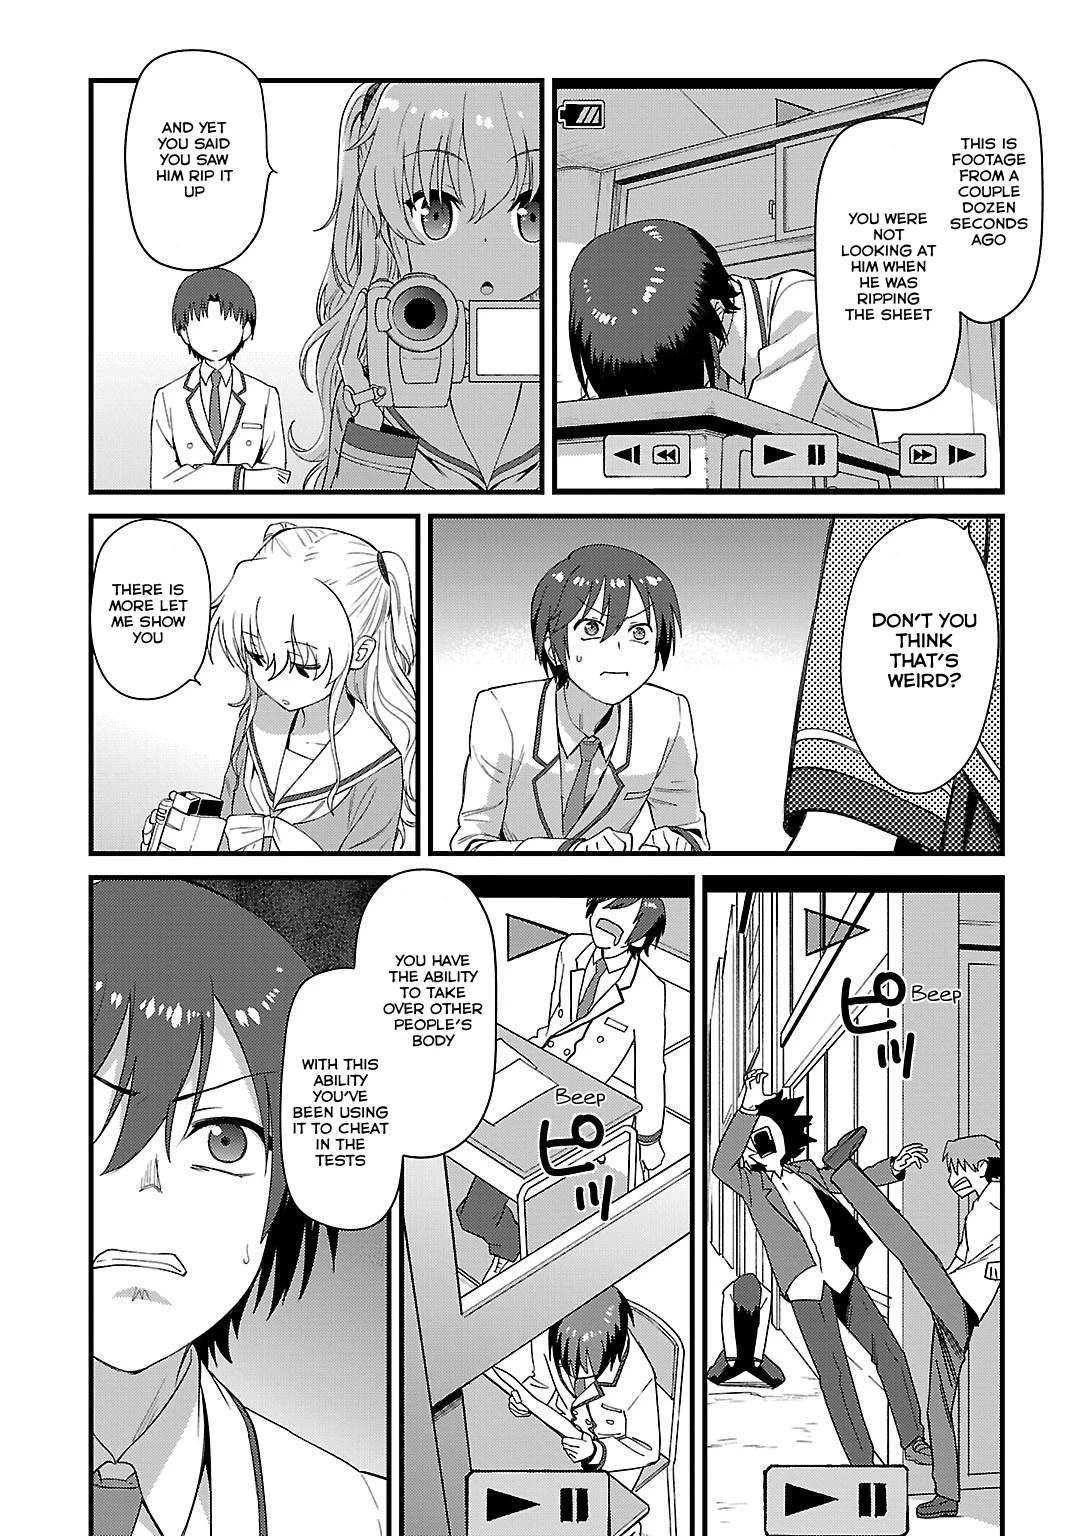 THIS IS
FOOTAGE
FROM A
COUPLE
DOZEN
SECONDS
AGO
YOU WERE
NOT
LOOKING AT
HIM WHEN
HE WAS
RIPPING
THE SHEET
AND YET
YOU SAID
YOU SAW
HIM RIP IT
UP
DON'T YOU
THINK
THAT'S
WEIRD?
THERE IS
MORE LET
ME SHOW
YOU
ピピッ
Beep
ピピッ
Beep
YOU HAVE
THE ABILITY
TO TAKE
OVER OTHER
PEOPLE'S
BODY
WITH THIS
ABILITY
YOU'VE
BEEN USING
IT TO CHEAT
IN THE
TESTS